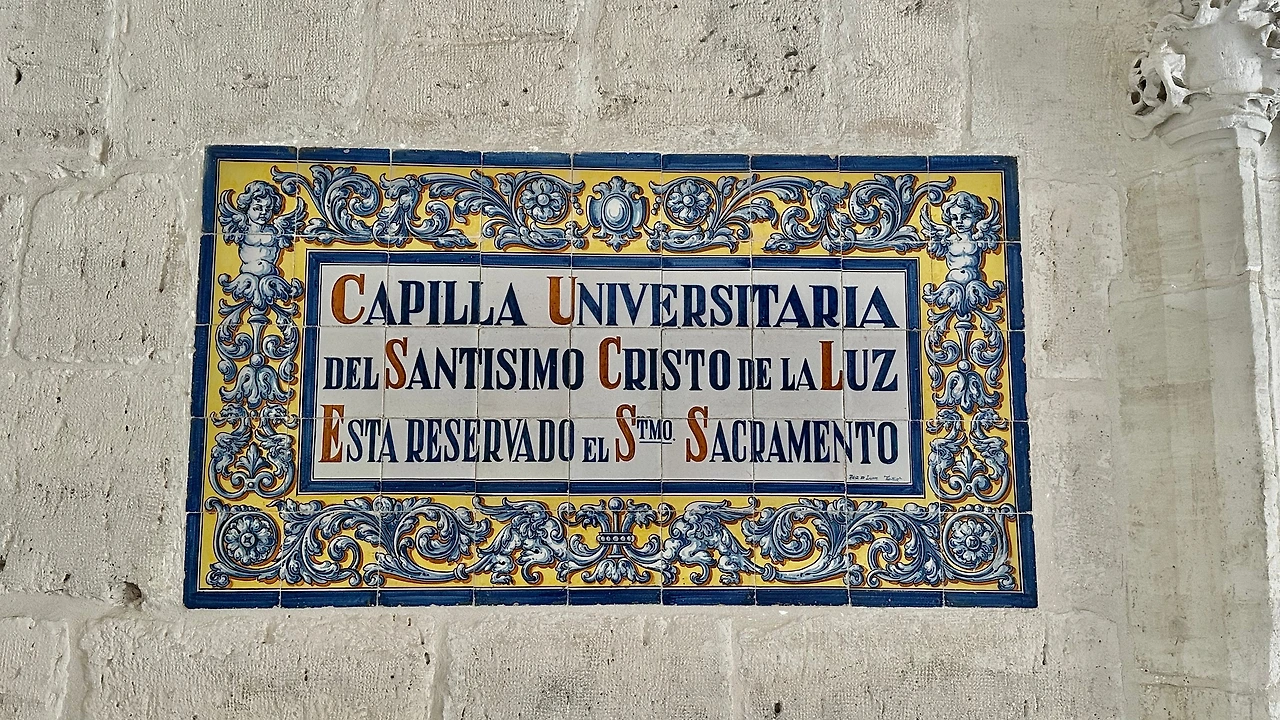 CAPILLA UNIVERSITARIA
DEL SANTISIMO CRISTO DE LA LUZ
ESTA RESERVADO EL STMO. SACRAMENTO